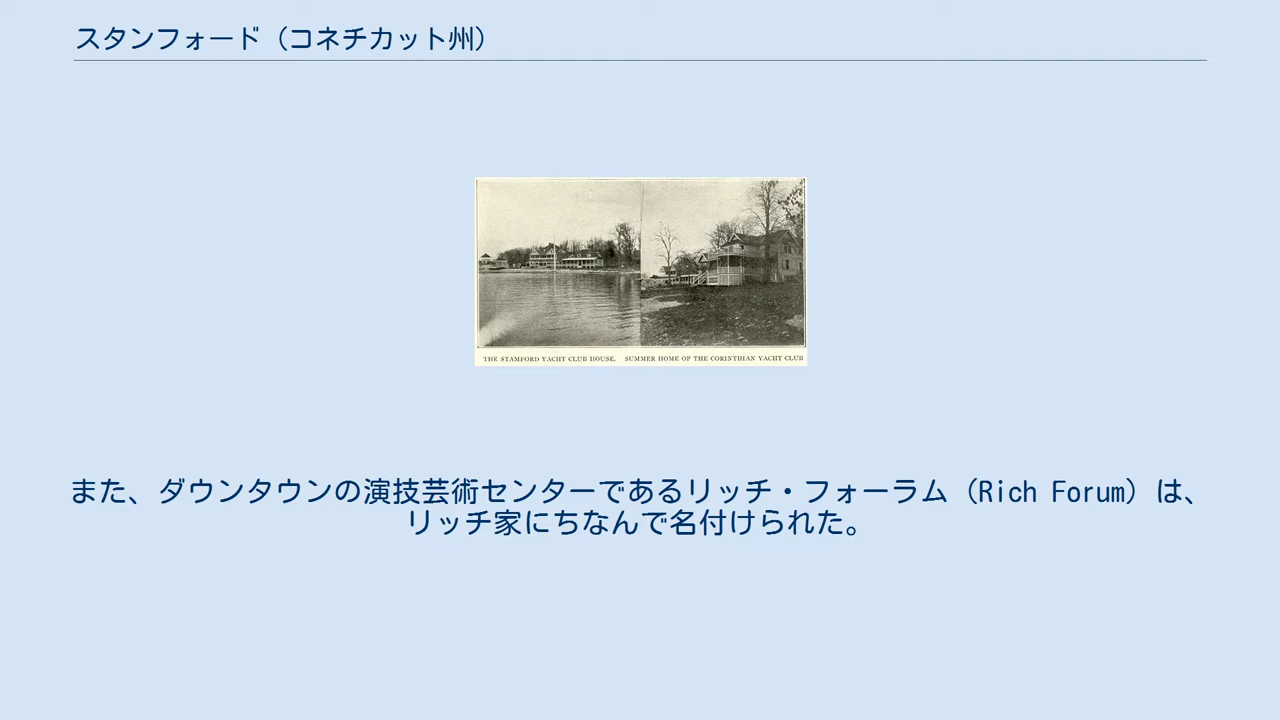 スタンフォード（コネチカット州）
THE STAMFORD YACHT CLUB HOUSE. SUMMER HOME OF THE CORINTHIAN YACHT CLUB
また、ダウンタウンの演技芸術センターであるリッチ・フォーラム（Rich Forum）は、
リッチ家にちなんで名付けられた。